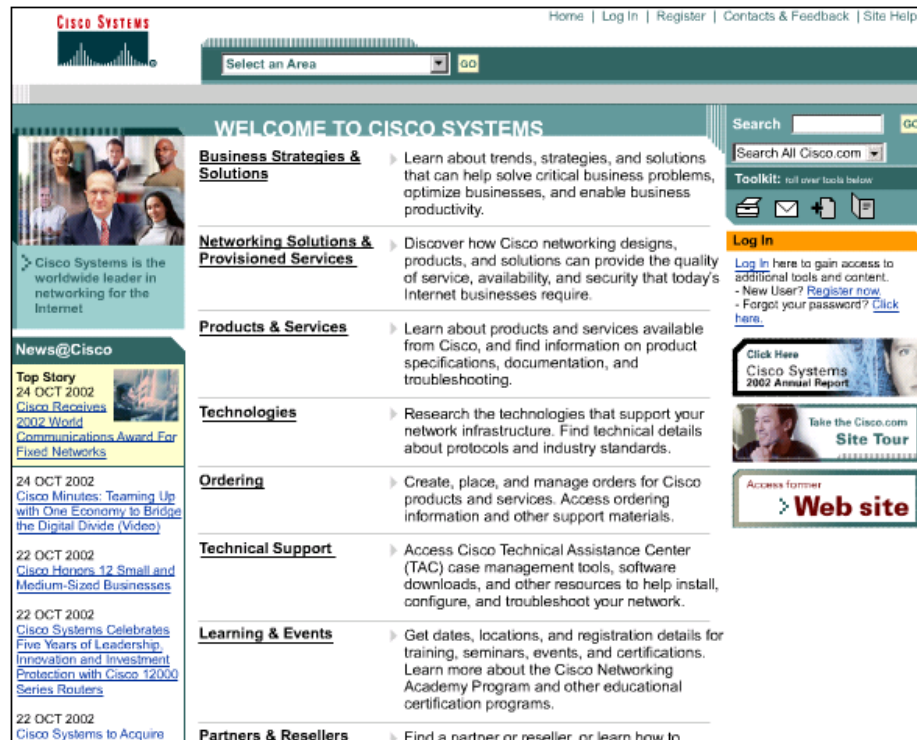 CISCO SYSTEMS
Home | Log In | Register | Contacts & Feedback | Site Help
Select an Area
GO
WELCOME TO CISCO SYSTEMS
Cisco Systems is the
worldwide leader in
networking for the
Internet
News@Cisco
Top Story
24 OCT 2002
Cisco Receives
2002 World
Communications Award For
Fixed Networks
24 OCT 2002
Cisco Minutes: Teaming Up
with One Economy to Bridge
the Digital Divide (Video)
22 OCT 2002
Cisco Honors 12 Small and
Medium-Sized Businesses
22 OCT 2002
Cisco Systems Celebrates
Five Years of Leadership,
Innovation and Investment
Protection with Cisco 12000
Series Routers
22 OCT 2002
Cisco Systems to Acquire
Business Strategies &
Solutions
Learn about trends, strategies, and solutions
that can help solve critical business problems,
optimize businesses, and enable business
productivity.
Networking Solutions &
Provisioned Services
Discover how Cisco networking designs,
products, and solutions can provide the quality
of service, availability, and security that today's
Internet businesses require.
Products & Services
Learn about products and services available
from Cisco, and find information on product
specifications, documentation, and
troubleshooting.
Technologies
Research the technologies that support your
network infrastructure. Find technical details
about protocols and industry standards.
Ordering
Create, place, and manage orders for Cisco
products and services. Access ordering
information and other support materials.
Technical Support
Access Cisco Technical Assistance Center
(TAC) case management tools, software
downloads, and other resources to help install,
configure, and troubleshoot your network.
Learning & Events
Get dates, locations, and registration details for
training, seminars, events, and certifications.
Learn more about the Cisco Networking
Academy Program and other educational
certification programs.
Partners & Resellers
Find a partner or reseller, or learn how to
Search
GO
Search All Cisco.com
Toolkit: roll over tools below
Log In
Log In here to gain access to
additional tools and content.
- New User? Register now.
- Forgot your password? Click
here.
Click Here
Cisco Systems
2002 Annual Report
Take the Cisco.com
Site Tour
Access former
Web site